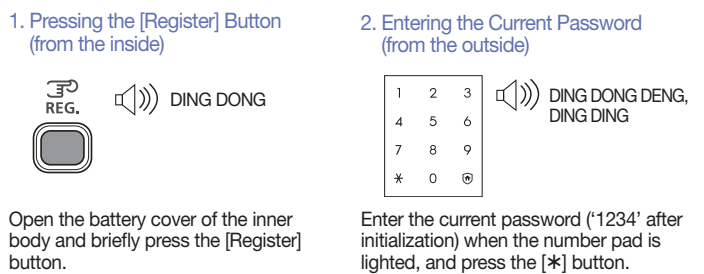 1. Pressing the [Register] Button
(from the inside)
REG.
DING DONG
Open the battery cover of the inner
body and briefly press the [Register]
button.
2. Entering the Current Password
(from the outside)
1 2 3
4 5 6
7 8 9
* 0
DING DONG DENG,
DING DING
Enter the current password (‘1234’ after
initialization) when the number pad is
lighted, and press the [*] button.